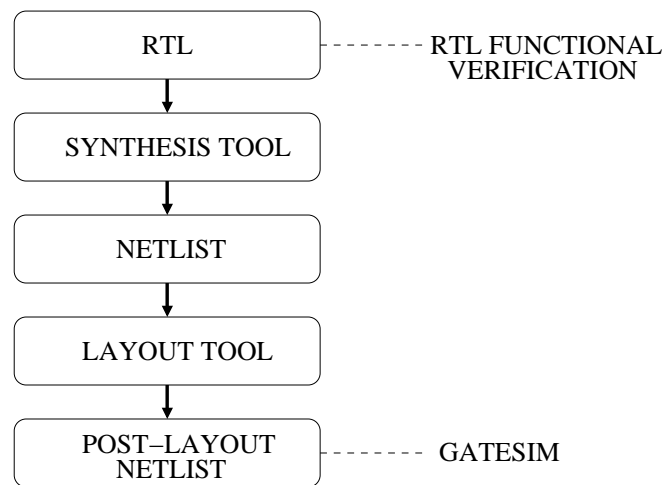 RTL
RTL FUNCTIONAL
VERIFICATION
SYNTHESIS TOOL
NETLIST
LAYOUT TOOL
POST−LAYOUT
NETLIST
GATESIM